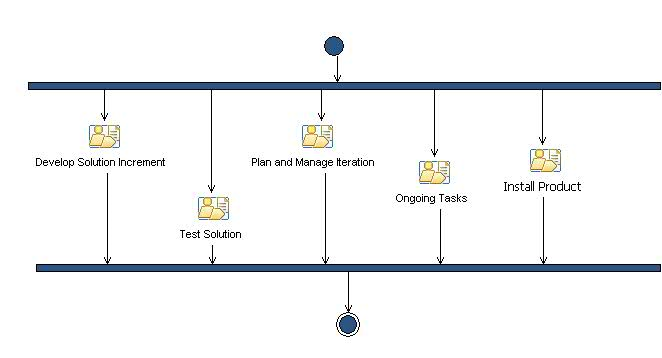 Develop Solution Increment
Test Solution
Plan and Manage Iteration
Ongoing Tasks
Install Product